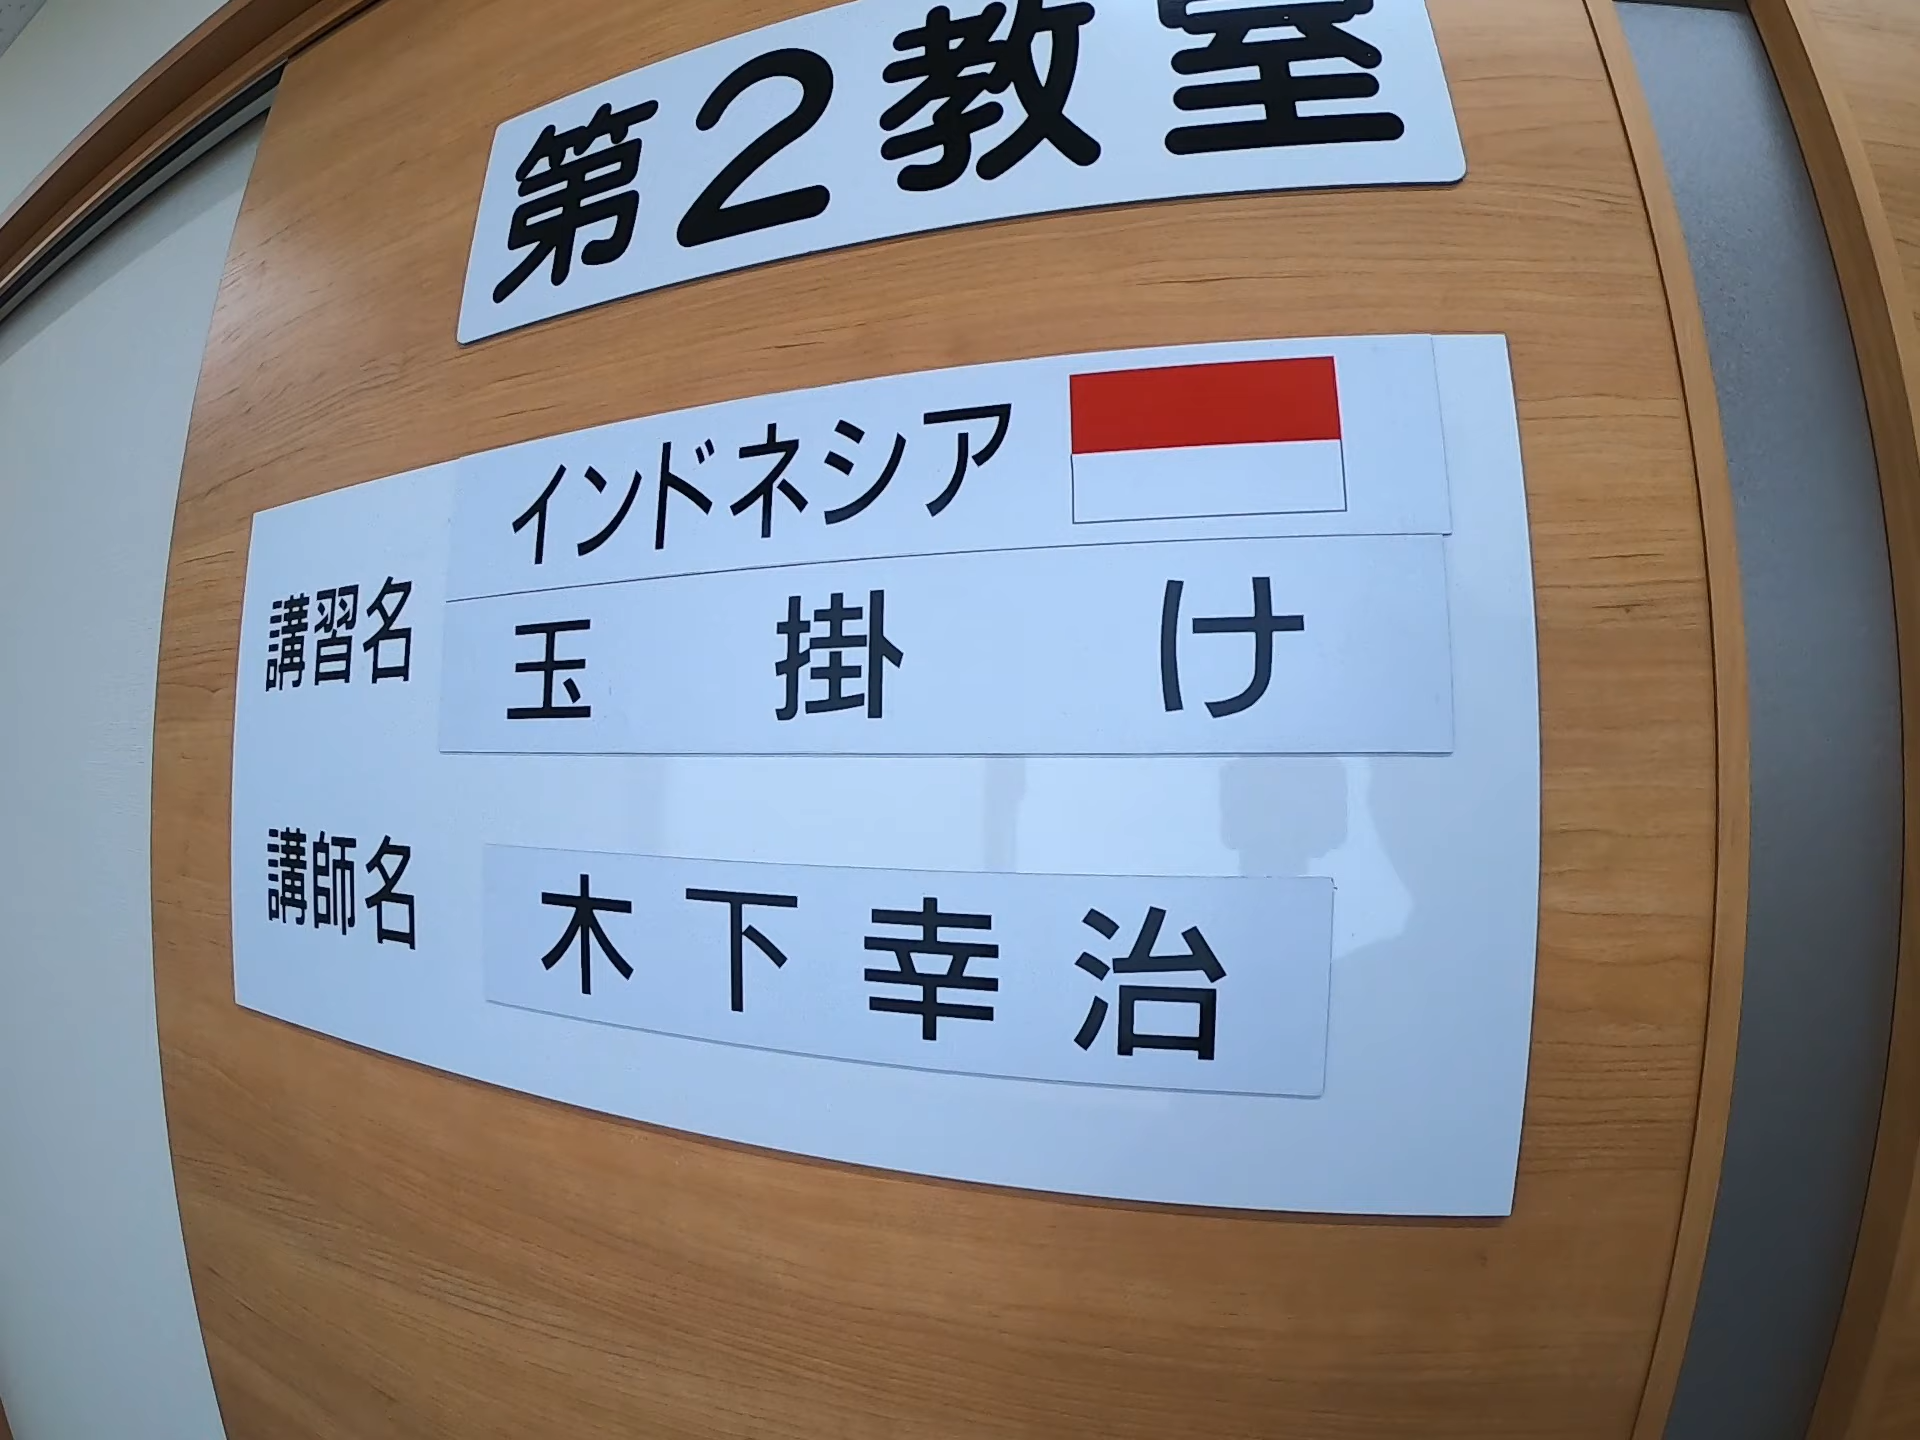 第2教室
インドネシア
講習名 玉掛け
講師名 木下幸治